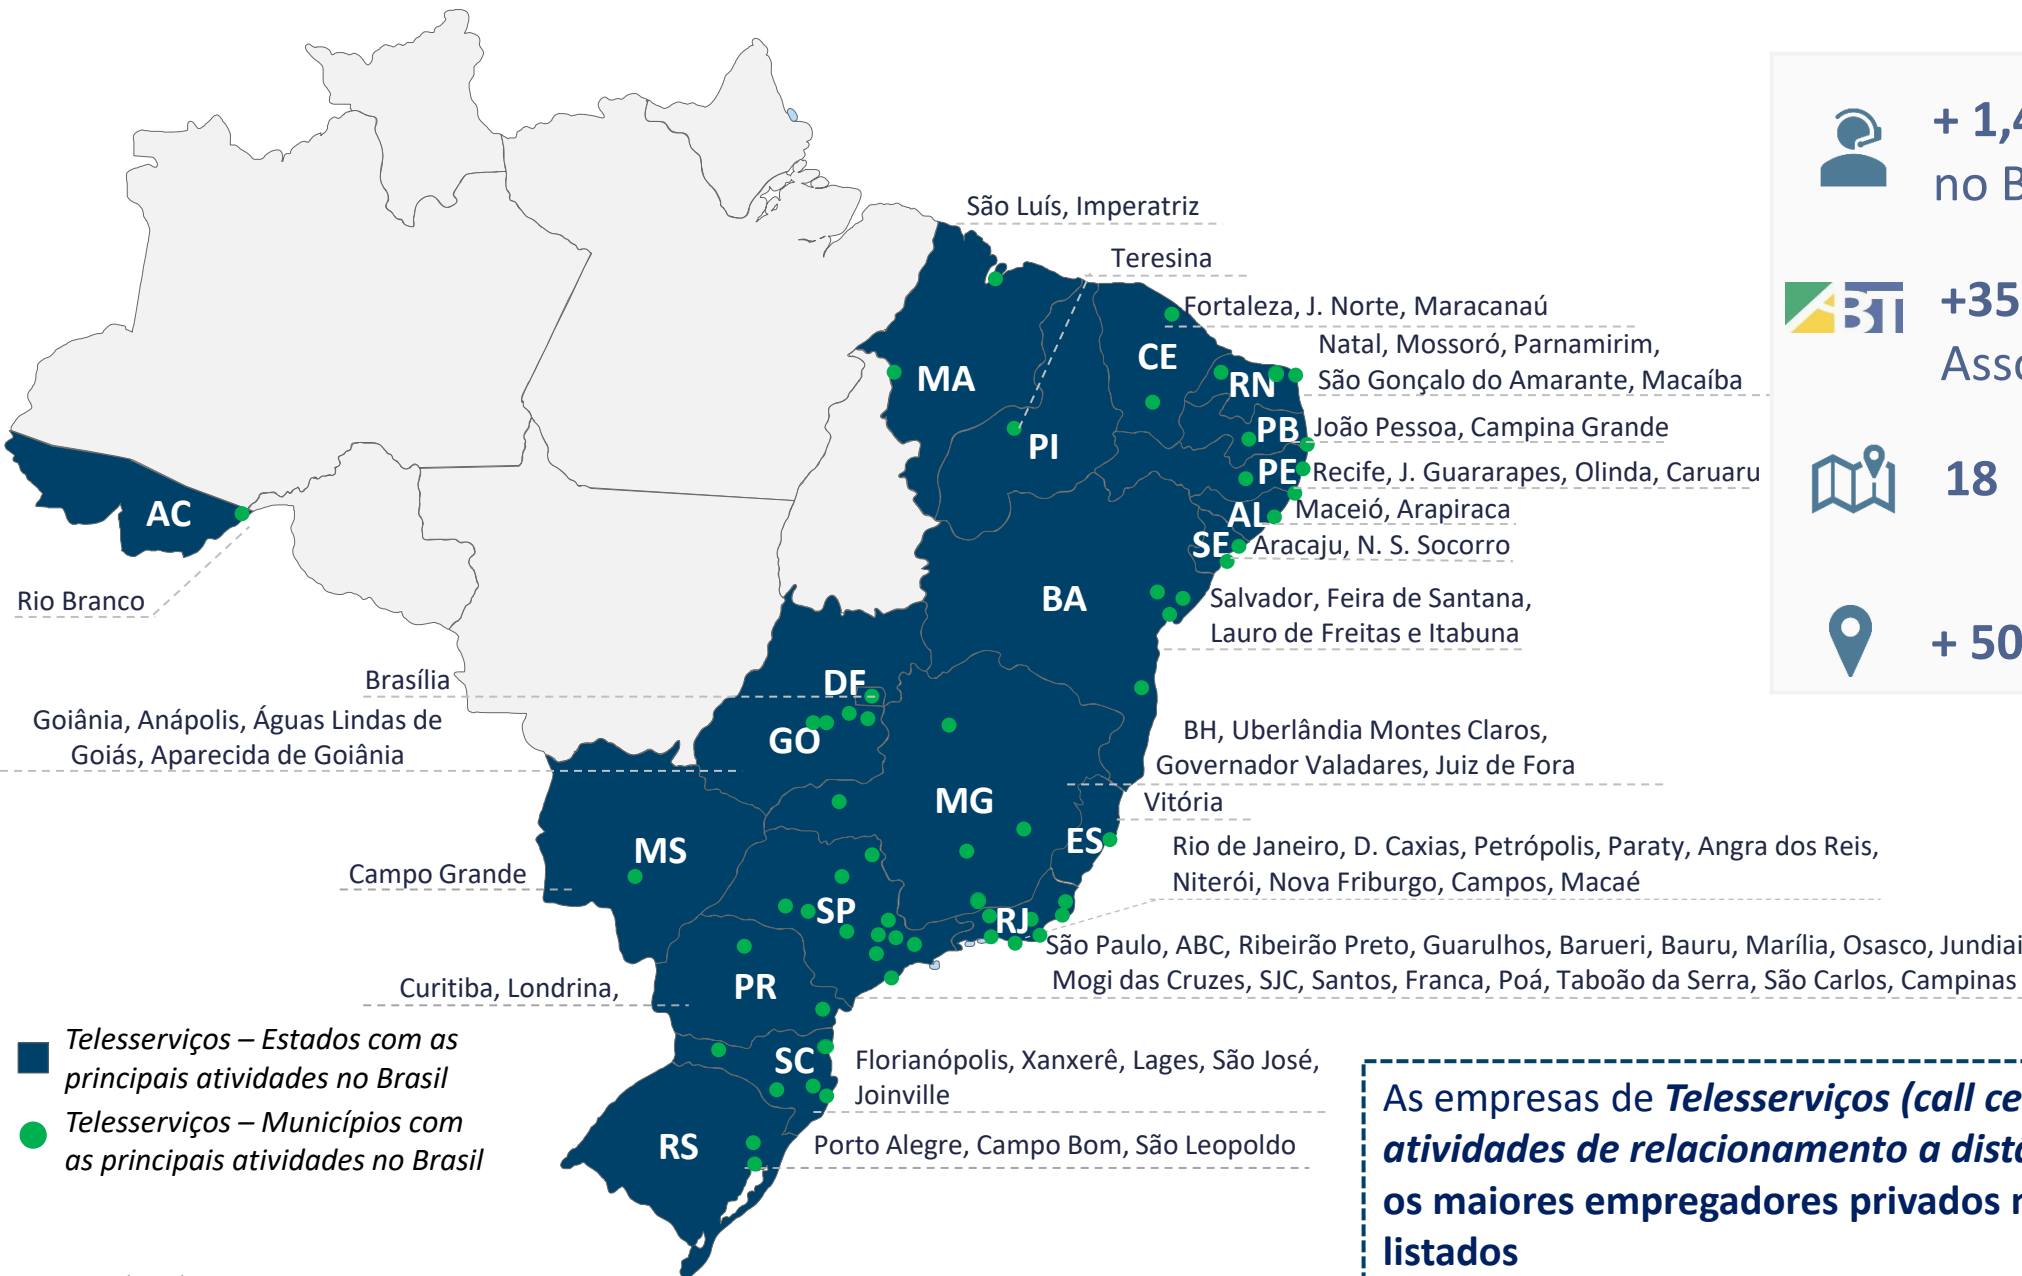 São Luís, Imperatriz
Teresina
Fortaleza, J. Norte, Maracanaú
Natal, Mossoró, Parnamirim,
São Gonçalo do Amarante, Macaíba
João Pessoa, Campina Grande
Recife, J. Guararapes, Olinda, Caruaru
Maceió, Arapiraca
Aracaju, N. S. Socorro
Salvador, Feira de Santana,
Lauro de Freitas e Itabuna
MA
CE
RN
PI
PB
PE
AL
SE
BA
AC
Rio Branco
Brasília
DF
Goiânia, Anápolis, Águas Lindas de
Goiás, Aparecida de Goiânia
GO
BH, Uberlândia Montes Claros,
Governador Valadares, Juiz de Fora
MG
Vitória
ES
MS
Campo Grande
Rio de Janeiro, D. Caxias, Petrópolis, Paraty, Angra dos Reis,
Niterói, Nova Friburgo, Campos, Macaé
SP
RJ
São Paulo, ABC, Ribeirão Preto, Guarulhos, Barueri, Bauru, Marília, Osasco, Jundiai
Mogi das Cruzes, SJC, Santos, Franca, Poá, Taboão da Serra, São Carlos, Campinas
PR
Curitiba, Londrina,
SC
Florianópolis, Xanxerê, Lages, São José,
Joinville
RS
Porto Alegre, Campo Bom, São Leopoldo
Telesserviços – Estados com as
principais atividades no Brasil
Telesserviços – Municípios com
as principais atividades no Brasil
+ 1,4
no B
ABT
+35
Asso
18
+ 50
As empresas de Telesserviços (call ce
atividades de relacionamento a distâ
os maiores empregadores privados
listados